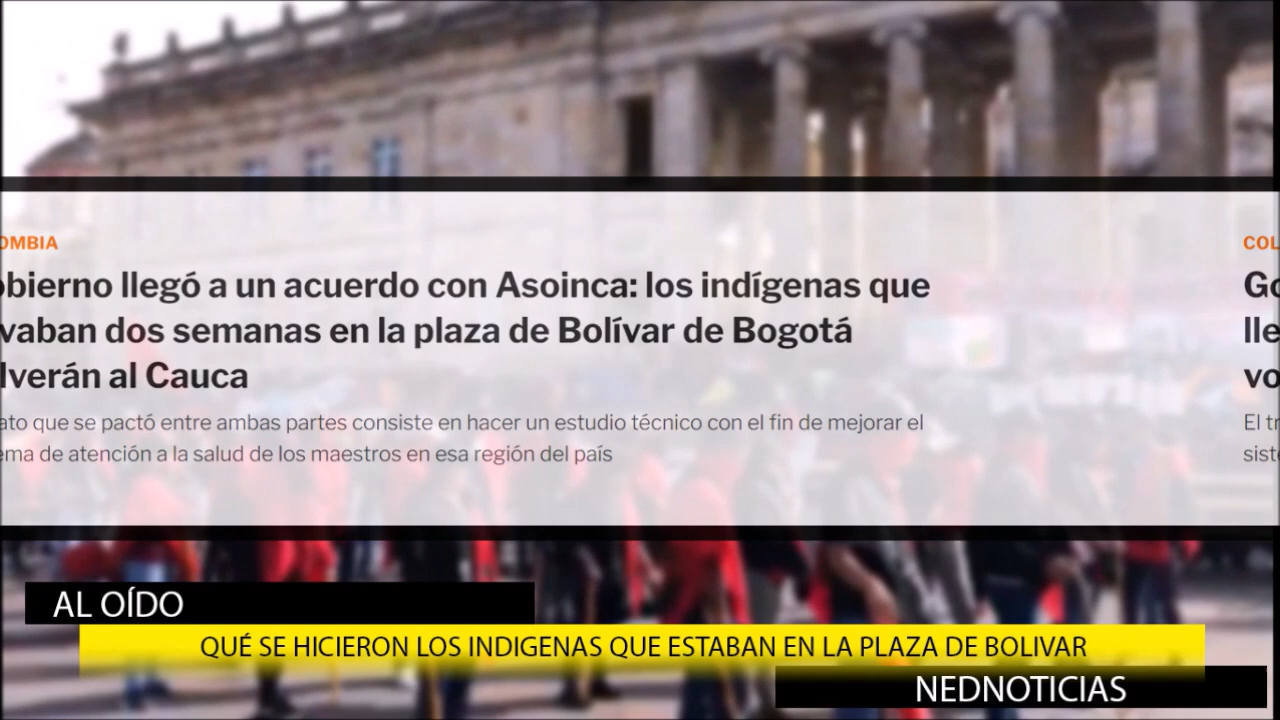 OMBIA
obierno llegó a un acuerdo con Asoinca: los indígenas que
vaban dos semanas en la plaza de Bolívar de Bogotá
lverán al Cauca
ato que se pactó entre ambas partes consiste en hacer un estudio técnico con el fin de mejorar el
ema de atención a la salud de los maestros en esa región del país
COL
Go
lle
vo
El tr
siste
AL OÍDO
QUÉ SE HICIERON LOS INDIGENAS QUE ESTABAN EN LA PLAZA DE BOLIVAR
NEDNOTICIAS